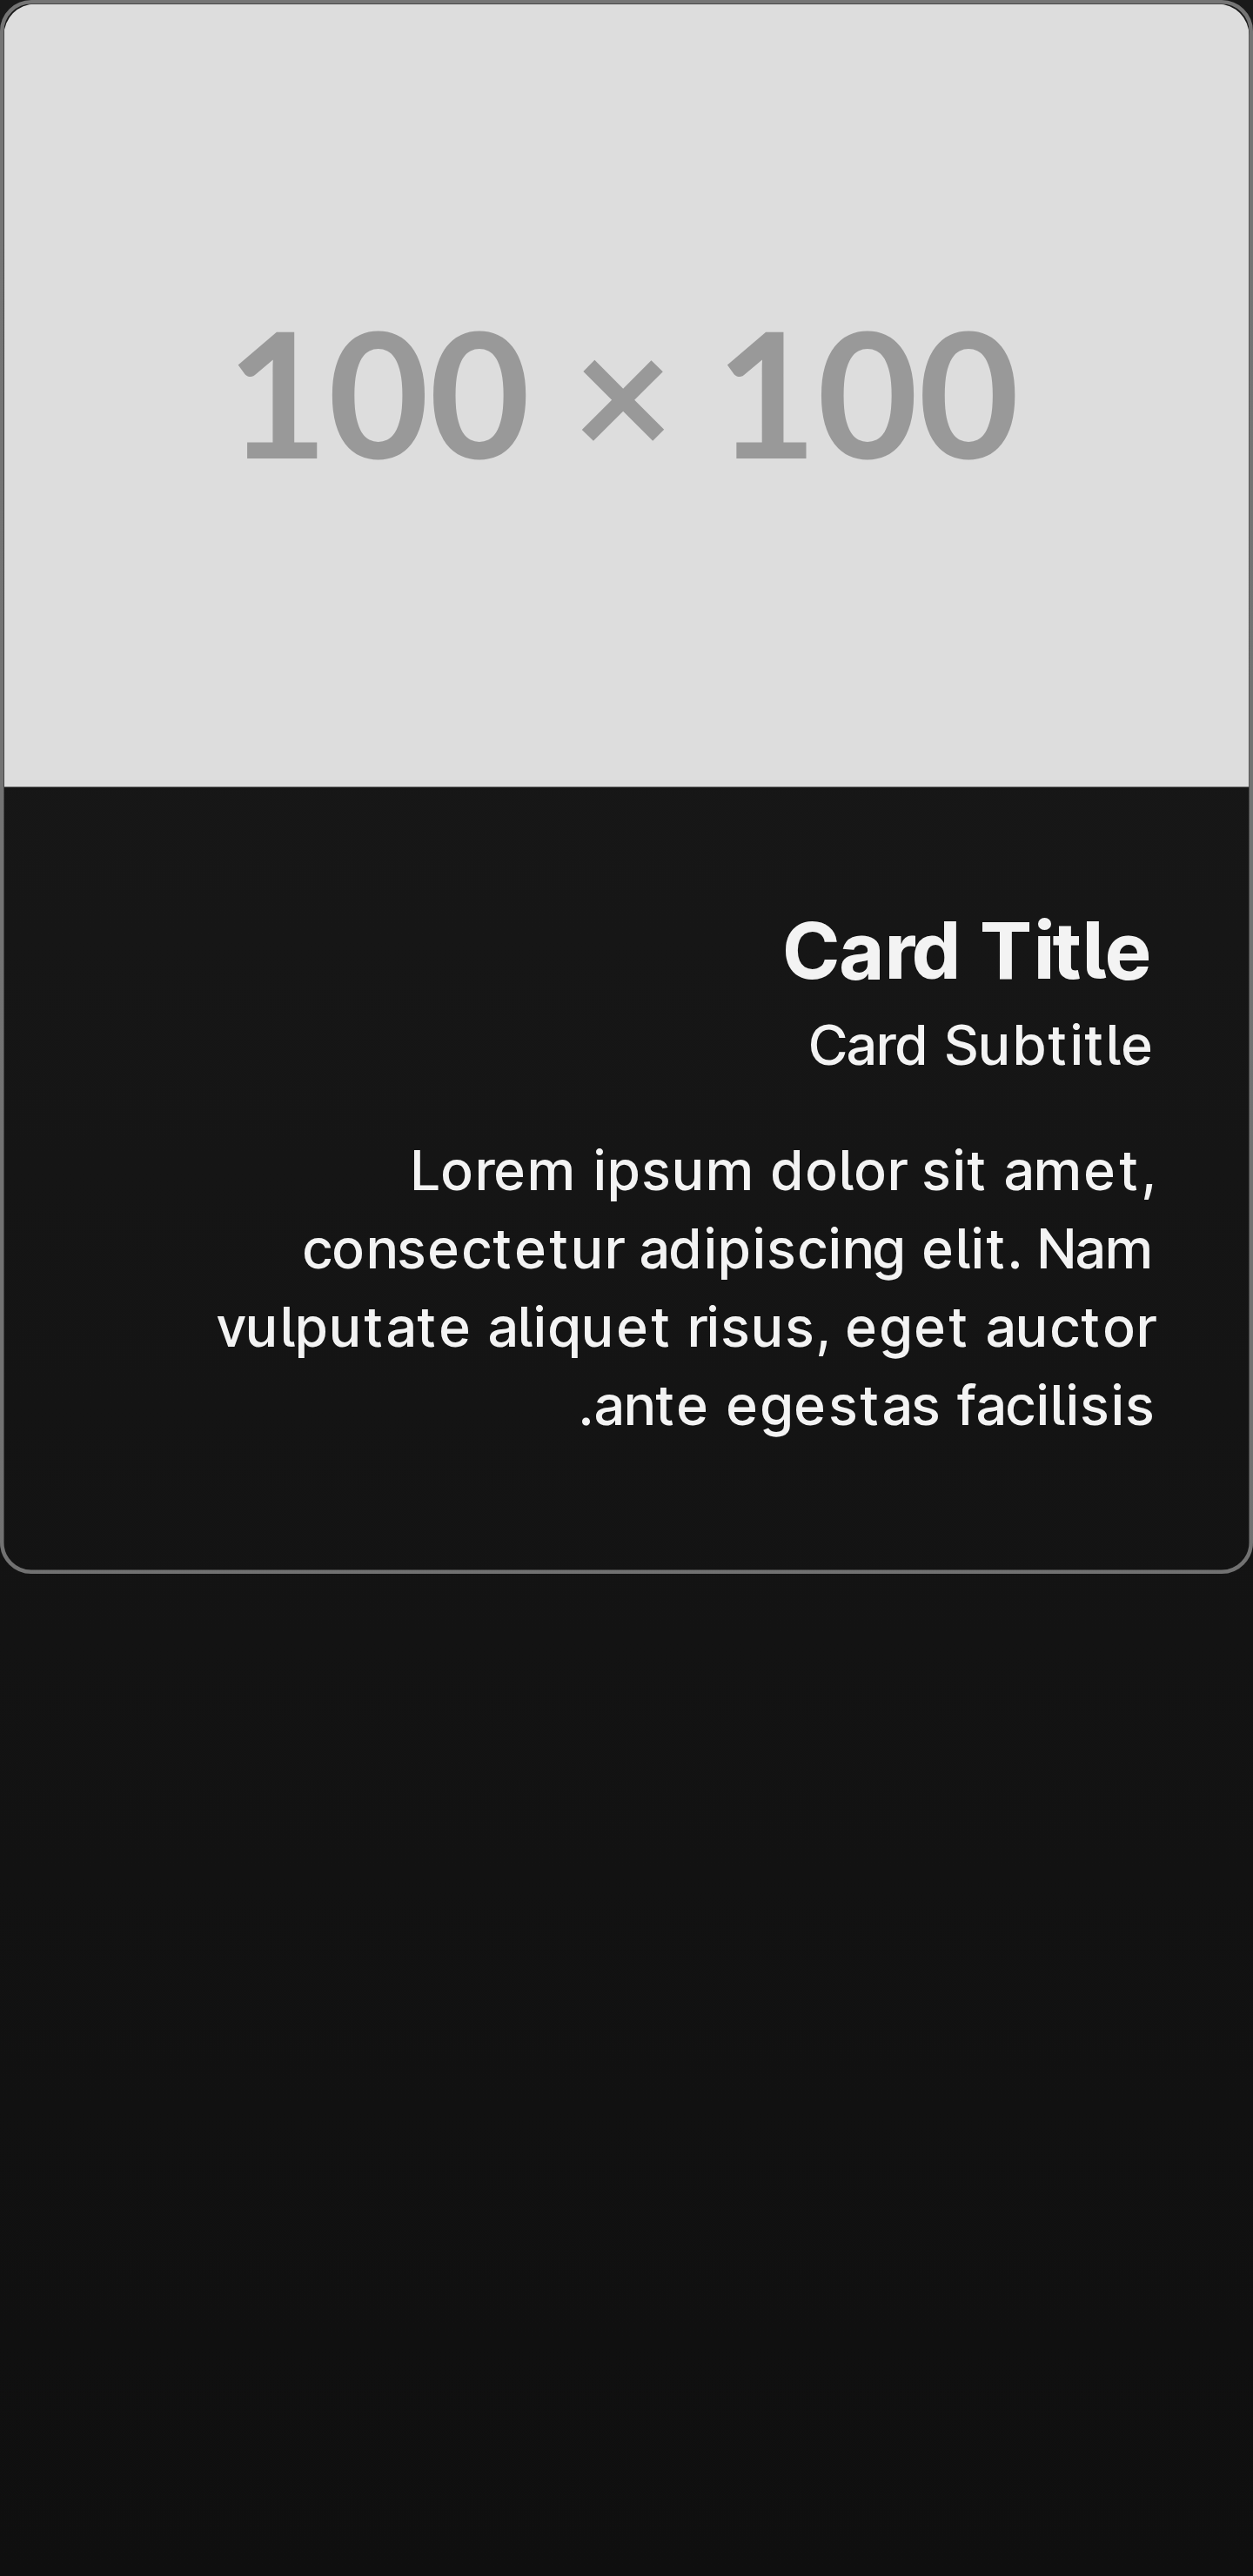 100 × 100
Card Title
Card Subtitle
Lorem ipsum dolor sit amet,
consectetur adipiscing elit. Nam
vulputate aliquet risus, eget auctor
.ante egestas facilisis